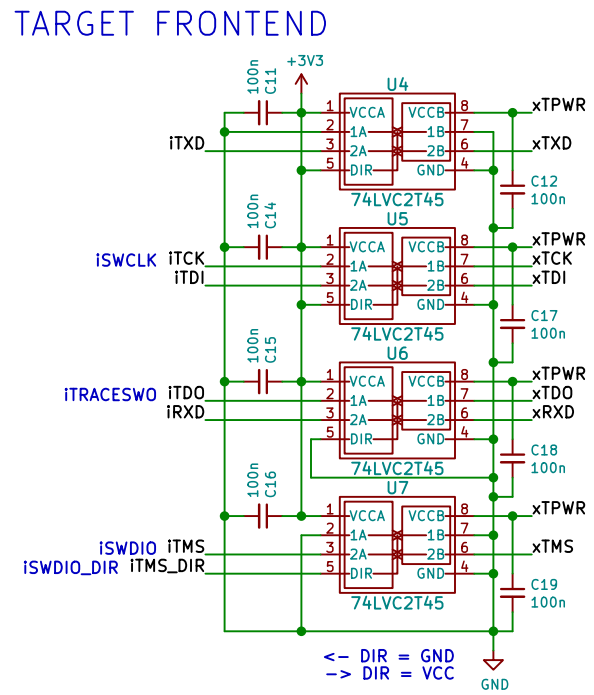 TARGET FRONTEND
+3V3
100n
C11
U4
1 VCCA VCCB 8 xTPWR
2 1A 1B 7
iTXD 3 2A 2B 6 xTXD
5 DIR GND 4
74LVC2T45
C12
100n
100n
C14
U5
1 VCCA VCCB 8 xTPWR
iSWCLK iTCK 2 1A 1B 7 xTCK
iTDI 3 2A 2B 6 xTDI
5 DIR GND 4
74LVC2T45
C17
100n
100n
C15
U6
1 VCCA VCCB 8 xTPWR
iTRACESWO iTDO 2 1A 1B 7 xTDO
iRXD 3 2A 2B 6 xRXD
5 DIR GND 4
74LVC2T45
C18
100n
100n
C16
U7
1 VCCA VCCB 8 xTPWR
2 1A 1B 7
iSWDIO iTMS 3 2A 2B 6 xTMS
iSWDIO_DIR iTMS_DIR 5 DIR GND 4
74LVC2T45
C19
100n
<- DIR = GND
-> DIR = VCC
GND